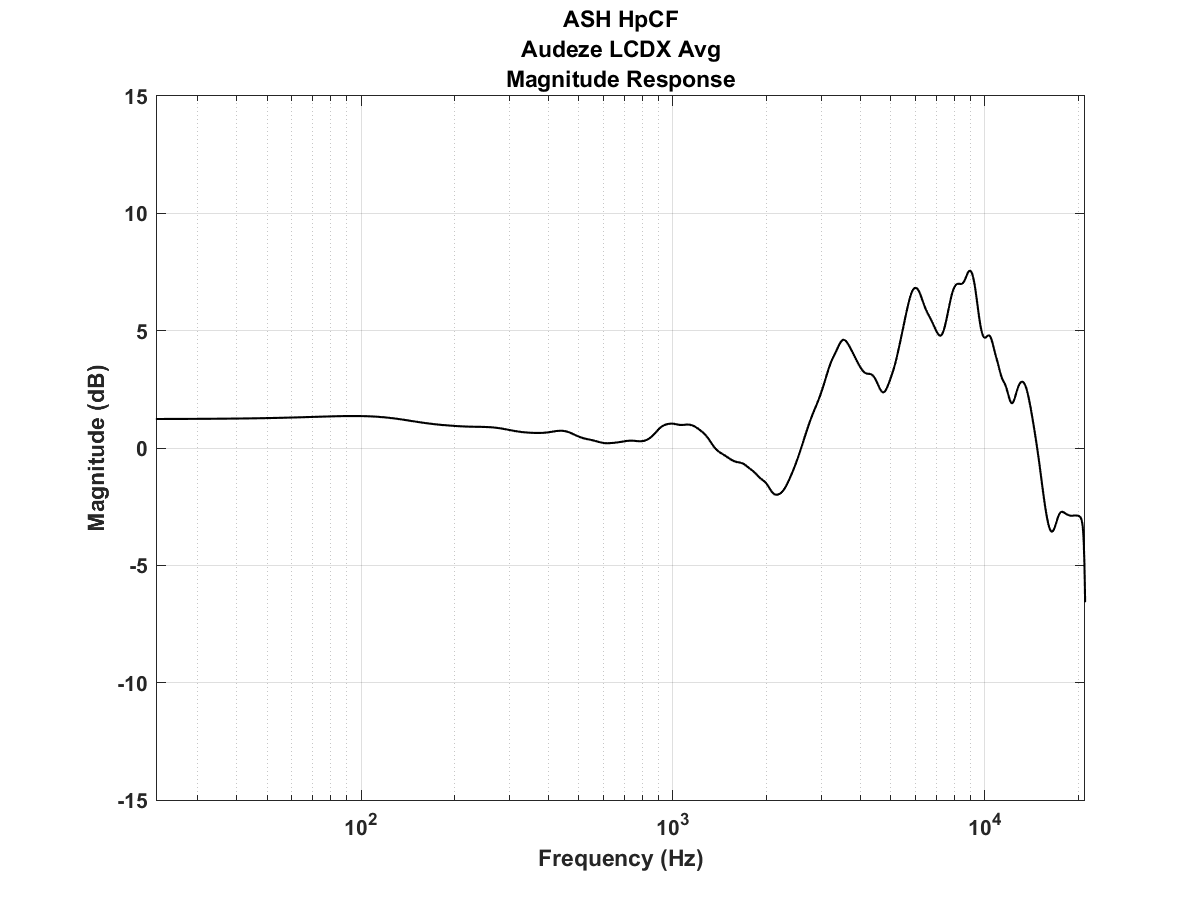 ASH HpCF
Audeze LCDX Avg
Magnitude Response
15
10
5
0
-5
-10
-15
Magnitude (dB)
10² 10³ 10⁴
Frequency (Hz)